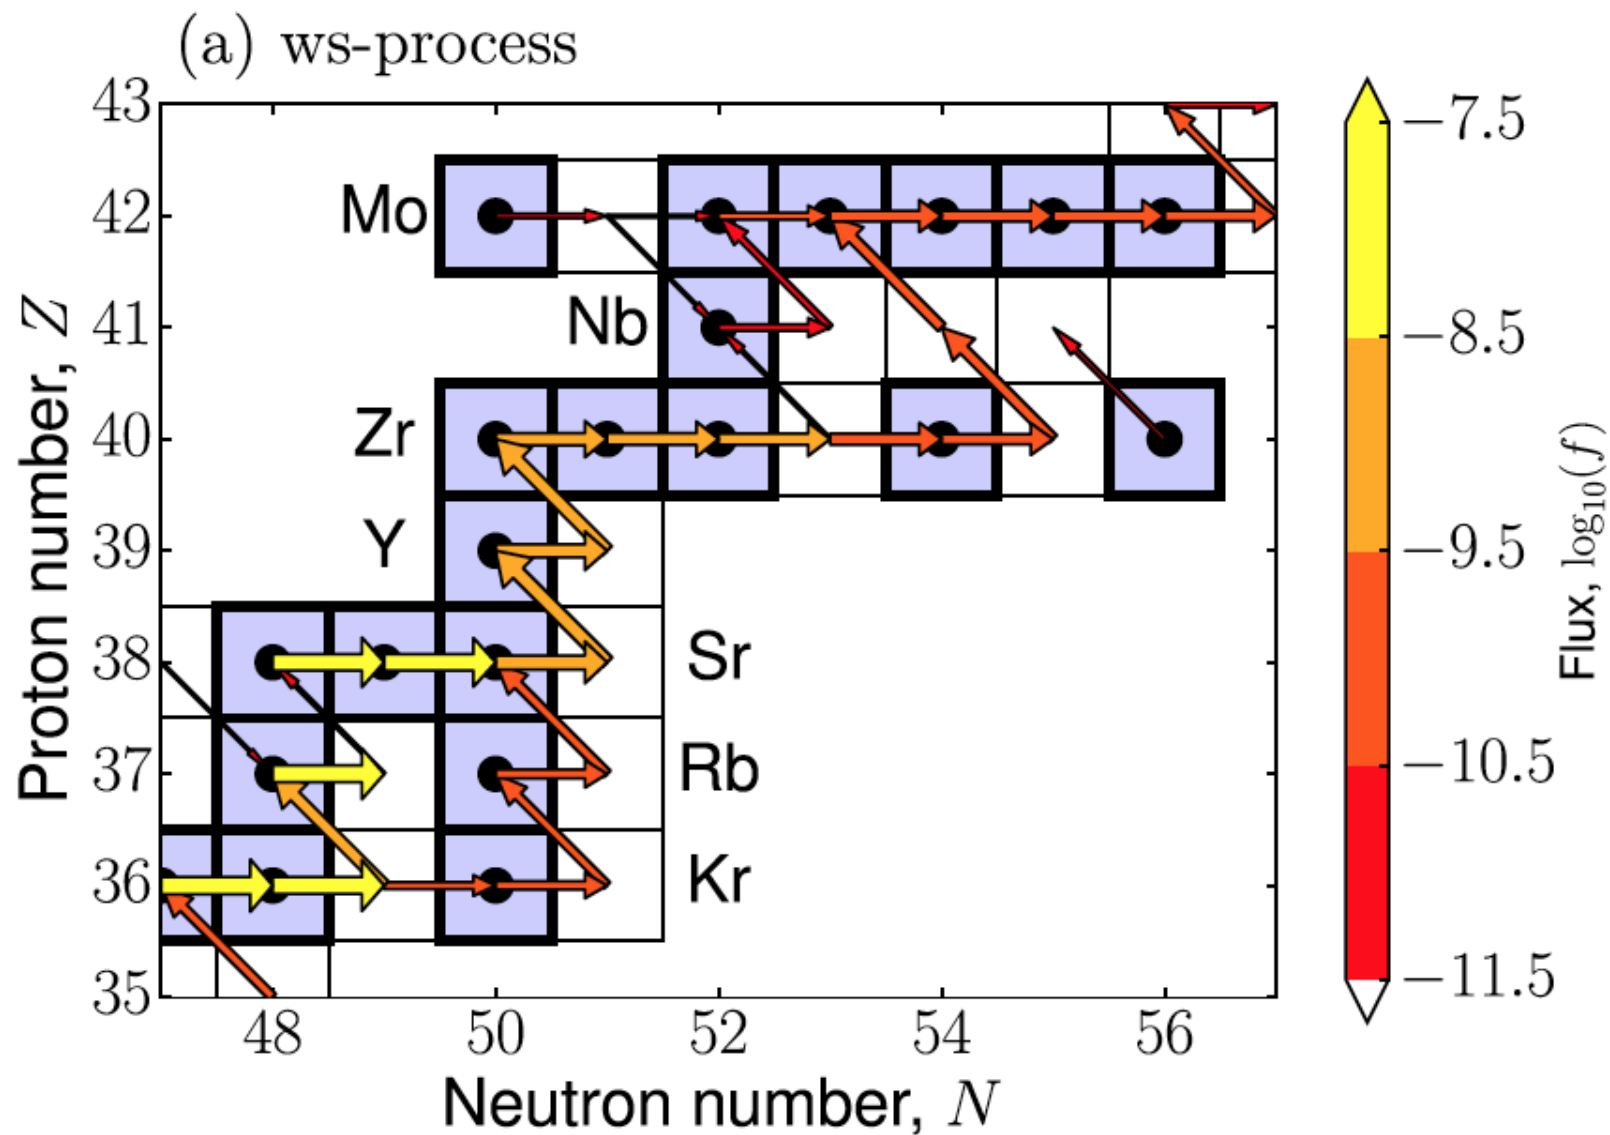 (a) ws-process
43
42
41
40
39
38
37
36
35
Proton number, Z
Mo
Nb
Zr
Y
Sr
Rb
Kr
48 50 52 54 56
Neutron number, N
−7.5
−8.5
−9.5
−10.5
−11.5
Flux, log₁₀(f)